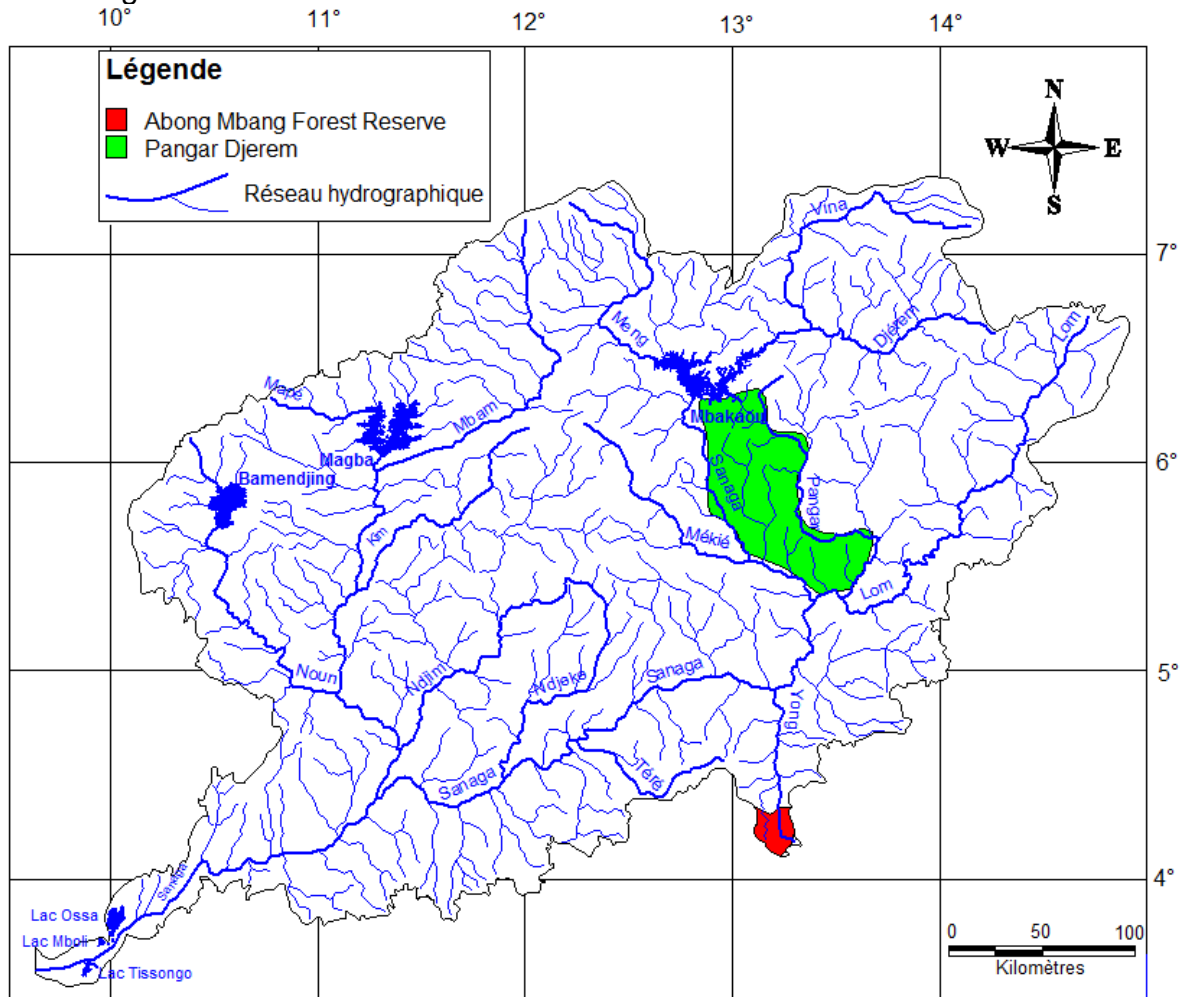 10° 11° 12° 13° 14°
Légende
Abong Mbang Forest Reserve
Pangar Djerem
Réseau hydrographique
N
W E
S
Vina
7°
Meng
Djérem
Lom
Mapé
Mbam
Mbakaou
Magba
6°
Bamendjing
Sanaga
Pangar
Kim
Mékié
Lom
Noun
Ndjim
Ndjeke
Sanaga
5°
Yong
Sanaga
Téré
4°
Sanaga
Lac Ossa
Lac Mboli
Lac Tissongo
0 50 100
Kilomètres